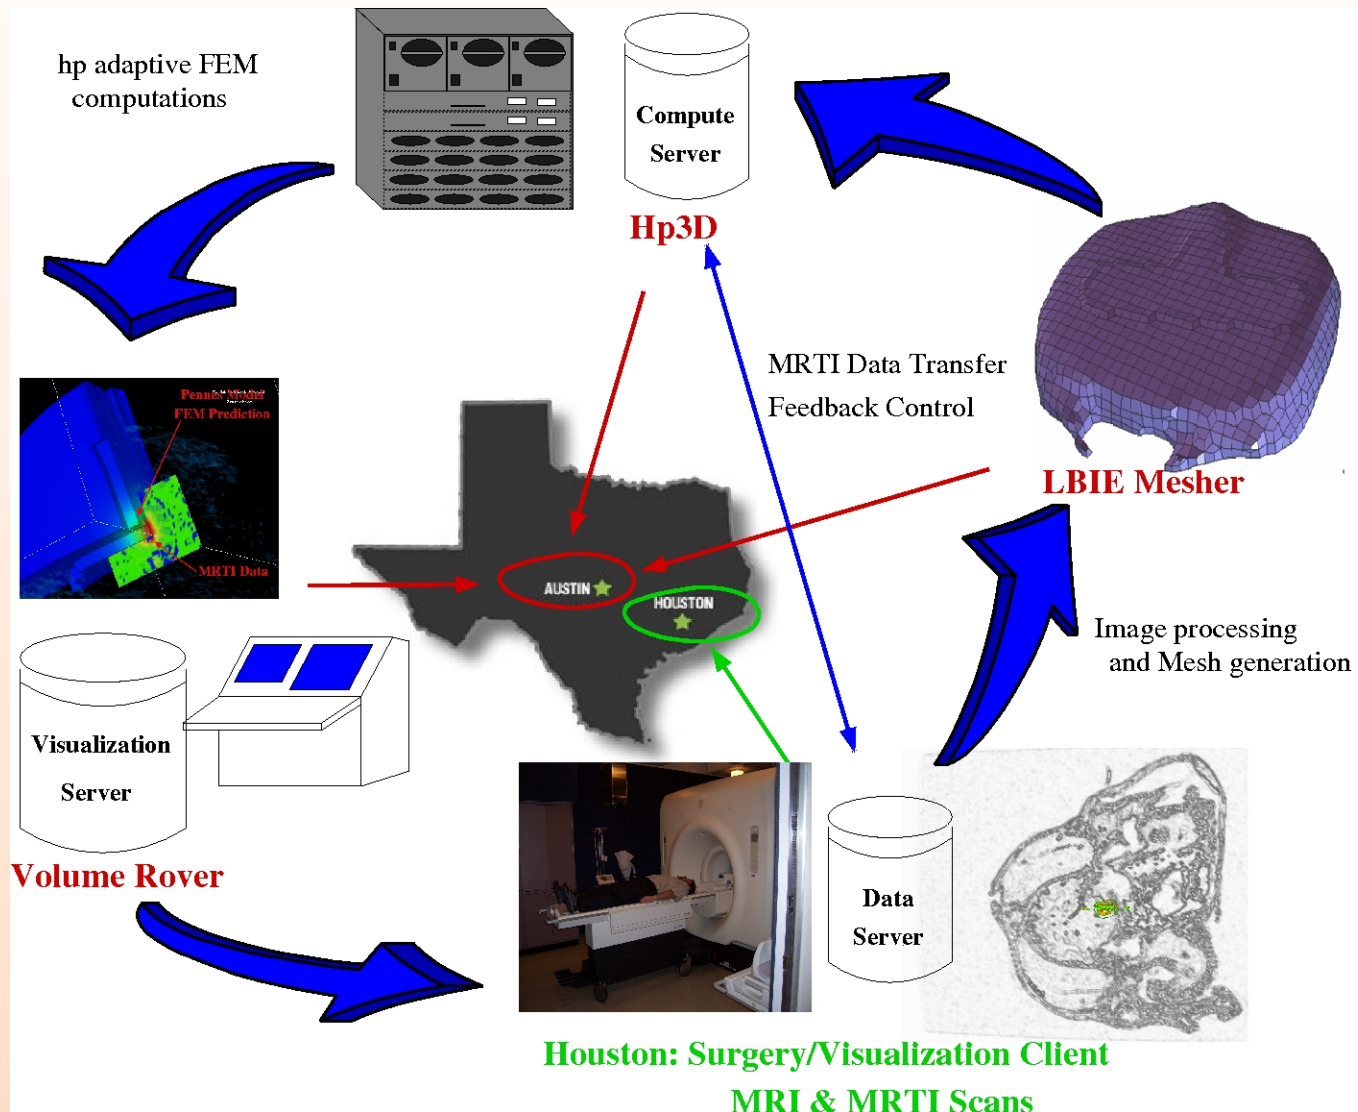 hp adaptive FEM
computations
Compute
Server
Hp3D
MRTI Data Transfer
Feedback Control
LBIE Mesher
Pennes Model
FEM Prediction
MRTI Data
AUSTIN
HOUSTON
Image processing
and Mesh generation
Visualization
Server
Volume Rover
Data
Server
Houston: Surgery/Visualization Client
MRI & MRTI Scans